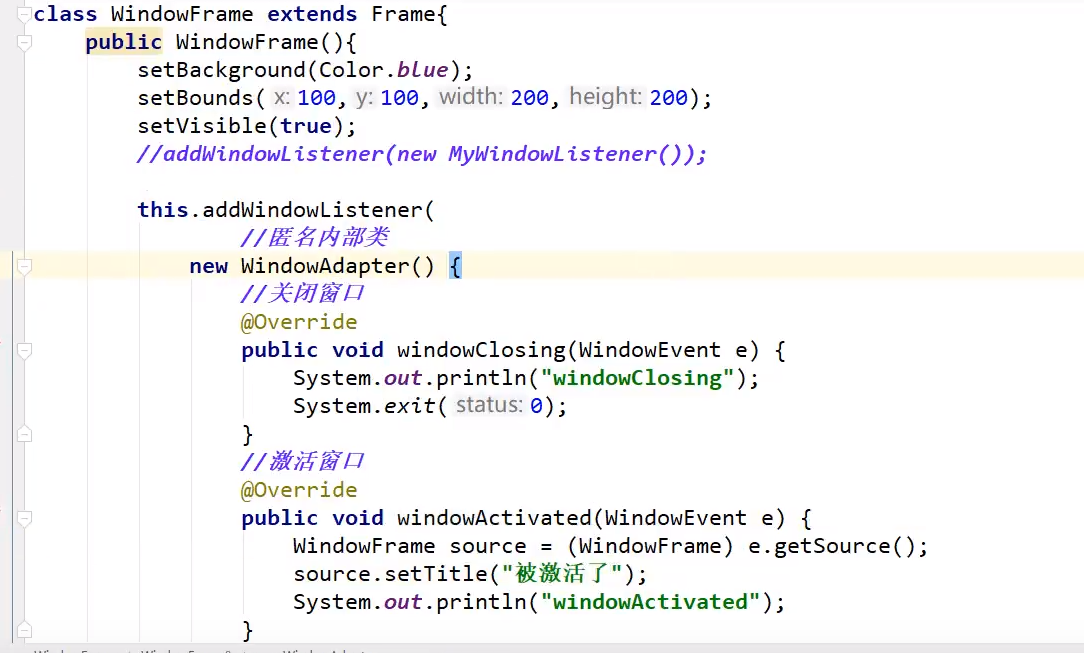 class WindowFrame extends Frame{
public WindowFrame(){
setBackground(Color.blue);
setBounds( x: 100, y: 100, width: 200, height: 200);
setVisible(true);
//addWindowListener(new MyWindowListener());
this.addWindowListener(
//匿名内部类
new WindowAdapter() {
//关闭窗口
@Override
public void windowClosing(WindowEvent e) {
System.out.println("windowClosing");
System.exit( status: 0);
}
//激活窗口
@Override
public void windowActivated(WindowEvent e) {
WindowFrame source = (WindowFrame) e.getSource();
source.setTitle("被激活了");
System.out.println("windowActivated");
}